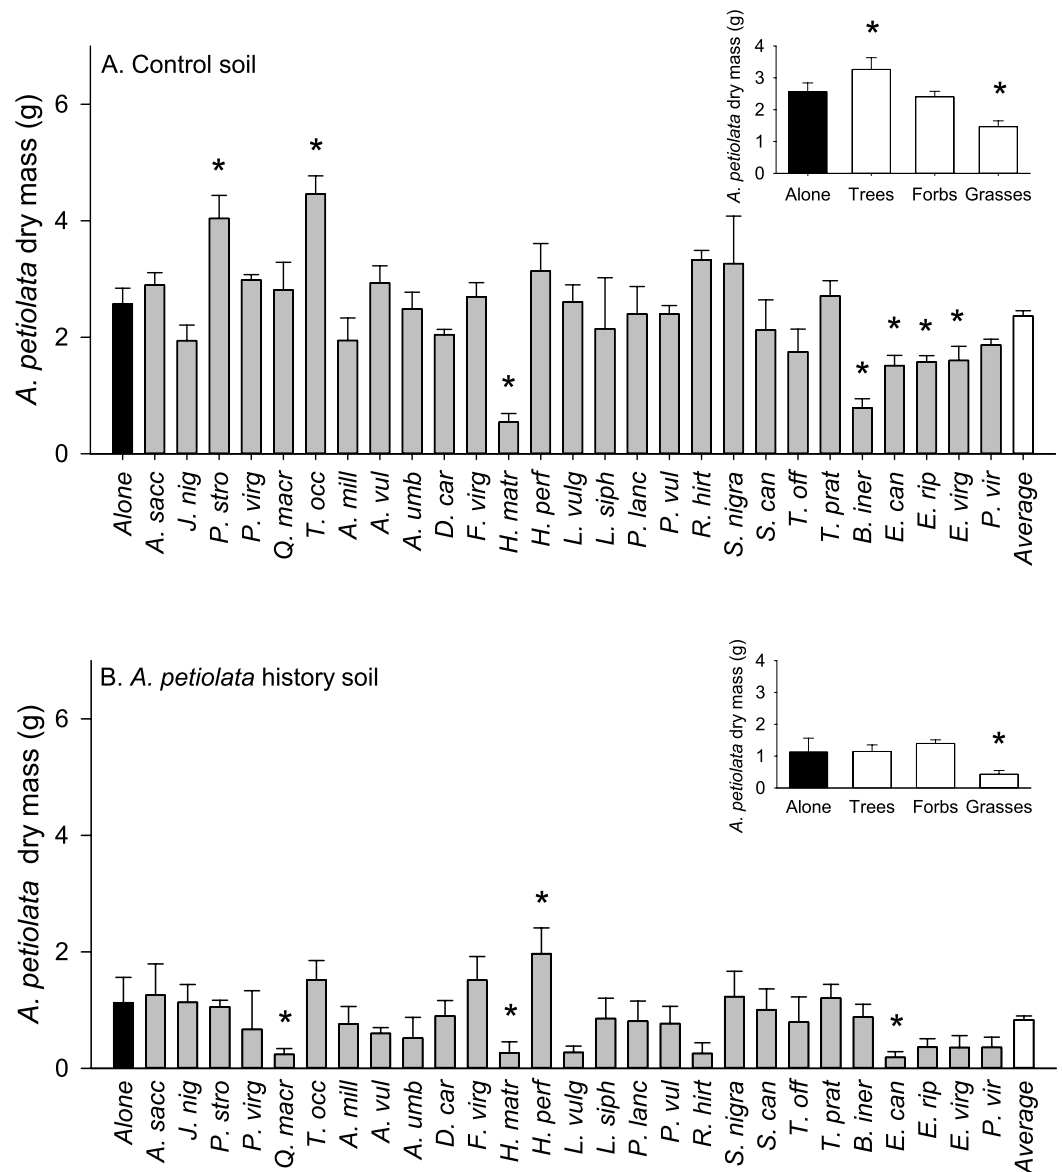 A. Control soil
A. petiolata dry mass (g)
6
4
2
0
* * * * * * *
Alone A. sacc J. nig P. stro P. virg Q. macr T. occ A. mill A. vul A. umb D. car F. virg H. matr H. perf L. vulg L. siph P. lanc P. vul R. hirt S. nigra S. can T. off T. prat B. iner E. can E. rip E. virg P. vir Average
A. petiolata dry mass (g)
4
3
2
1
0
* *
Alone Trees Forbs Grasses
B. A. petiolata history soil
A. petiolata dry mass (g)
6
4
2
0
* * * *
Alone A. sacc J. nig P. stro P. virg Q. macr T. occ A. mill A. vul A. umb D. car F. virg H. matr H. perf L. vulg L. siph P. lanc P. vul R. hirt S. nigra S. can T. off T. prat B. iner E. can E. rip E. virg P. vir Average
A. petiolata dry mass (g)
4
3
2
1
0
*
Alone Trees Forbs Grasses